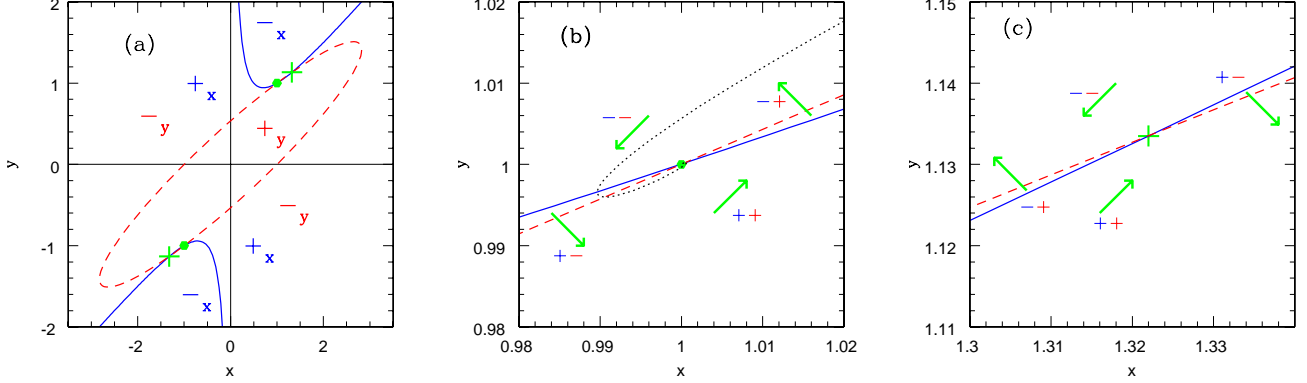 (a)
2
1
0
-1
-2
-2 0 2
x
y
− x
+ x
− y
+ y
− y
+ x
− x
(b)
1.02
1.01
1
0.99
0.98
0.98 0.99 1 1.01 1.02
x
y
−−
−+
+−
+−
(c)
1.15
1.14
1.13
1.12
1.11
1.3 1.31 1.32 1.33
x
y
+−
−−
−+
++